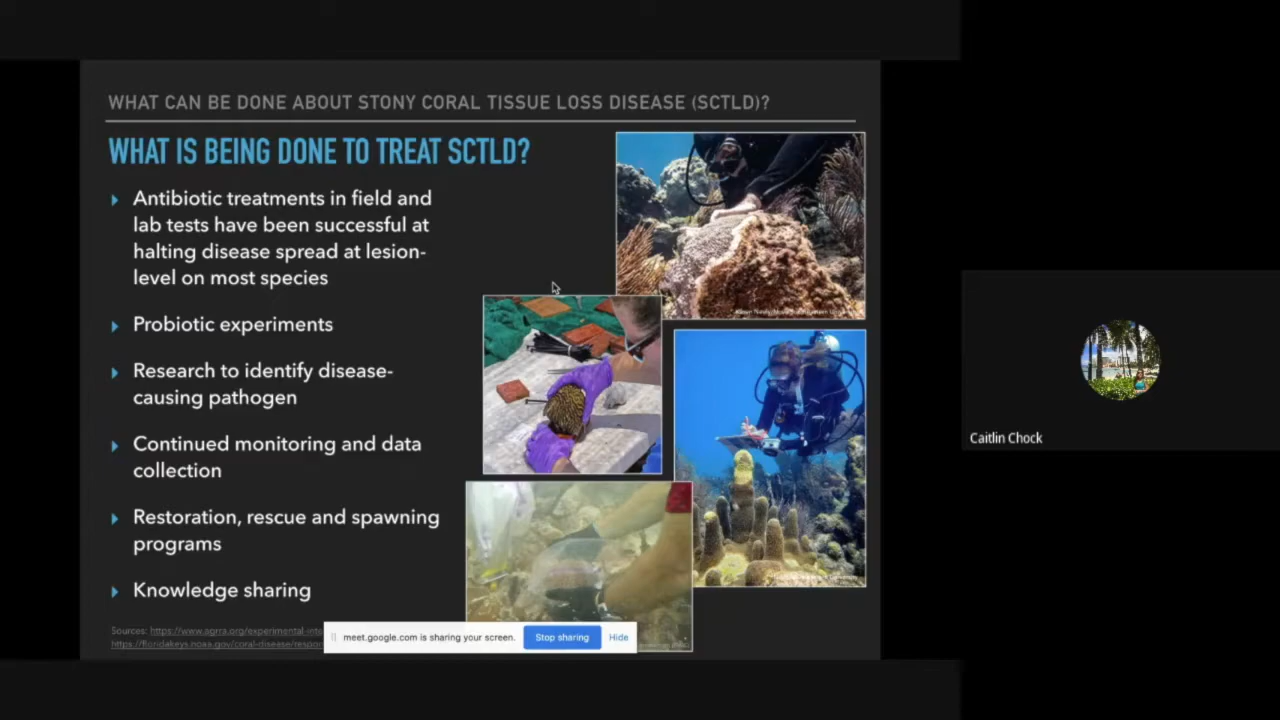 WHAT CAN BE DONE ABOUT STONY CORAL TISSUE LOSS DISEASE (SCTLD)?
WHAT IS BEING DONE TO TREAT SCTLD?
Antibiotic treatments in field and
lab tests have been successful at
halting disease spread at lesion-
level on most species
Probiotic experiments
Research to identify disease-
causing pathogen
Continued monitoring and data
collection
Restoration, rescue and spawning
programs
Knowledge sharing
Sources: https://www.agrra.org/experimental-inte
https://floridakeys.noaa.gov/coral-disease/respon
meet.google.com is sharing your screen.
Stop sharing
Hide
Caitlin Chock